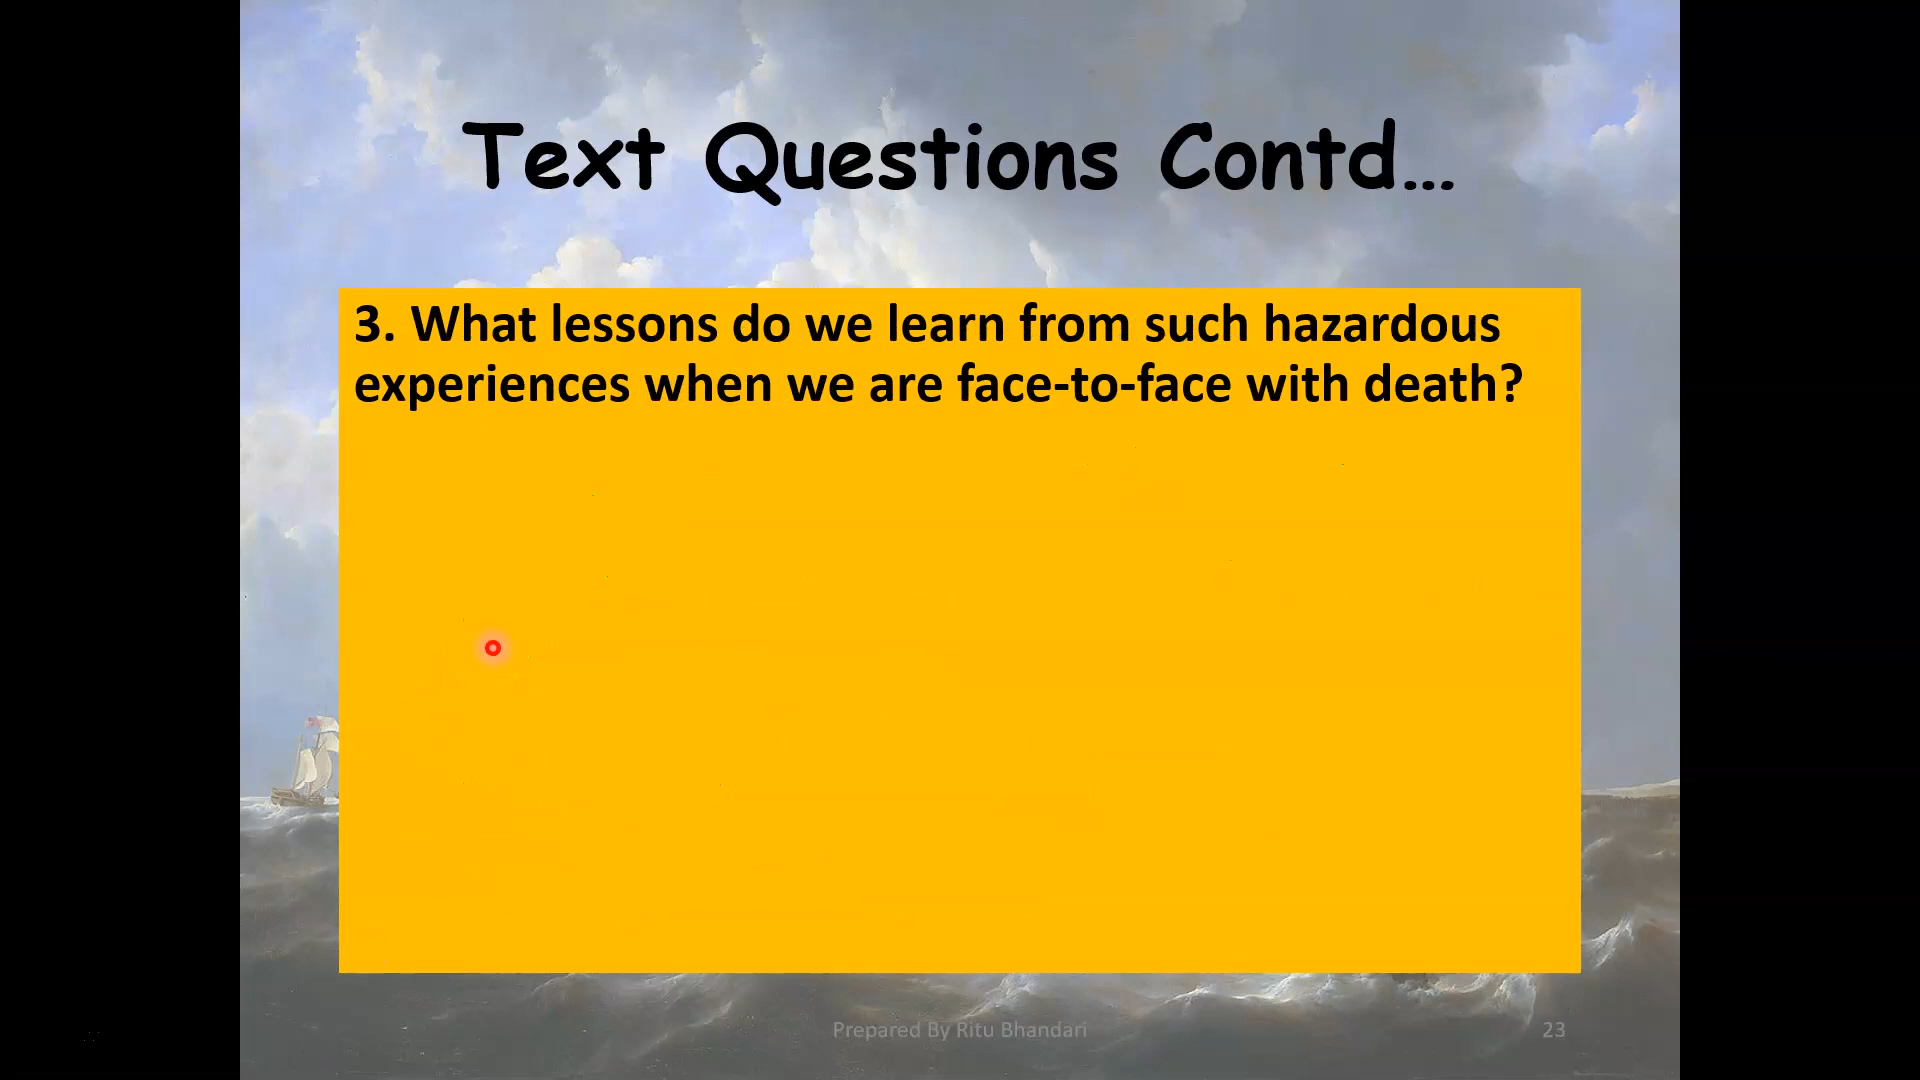 Text Questions Contd...
3. What lessons do we learn from such hazardous
experiences when we are face-to-face with death?
Prepared By Ritu Bhandari
23